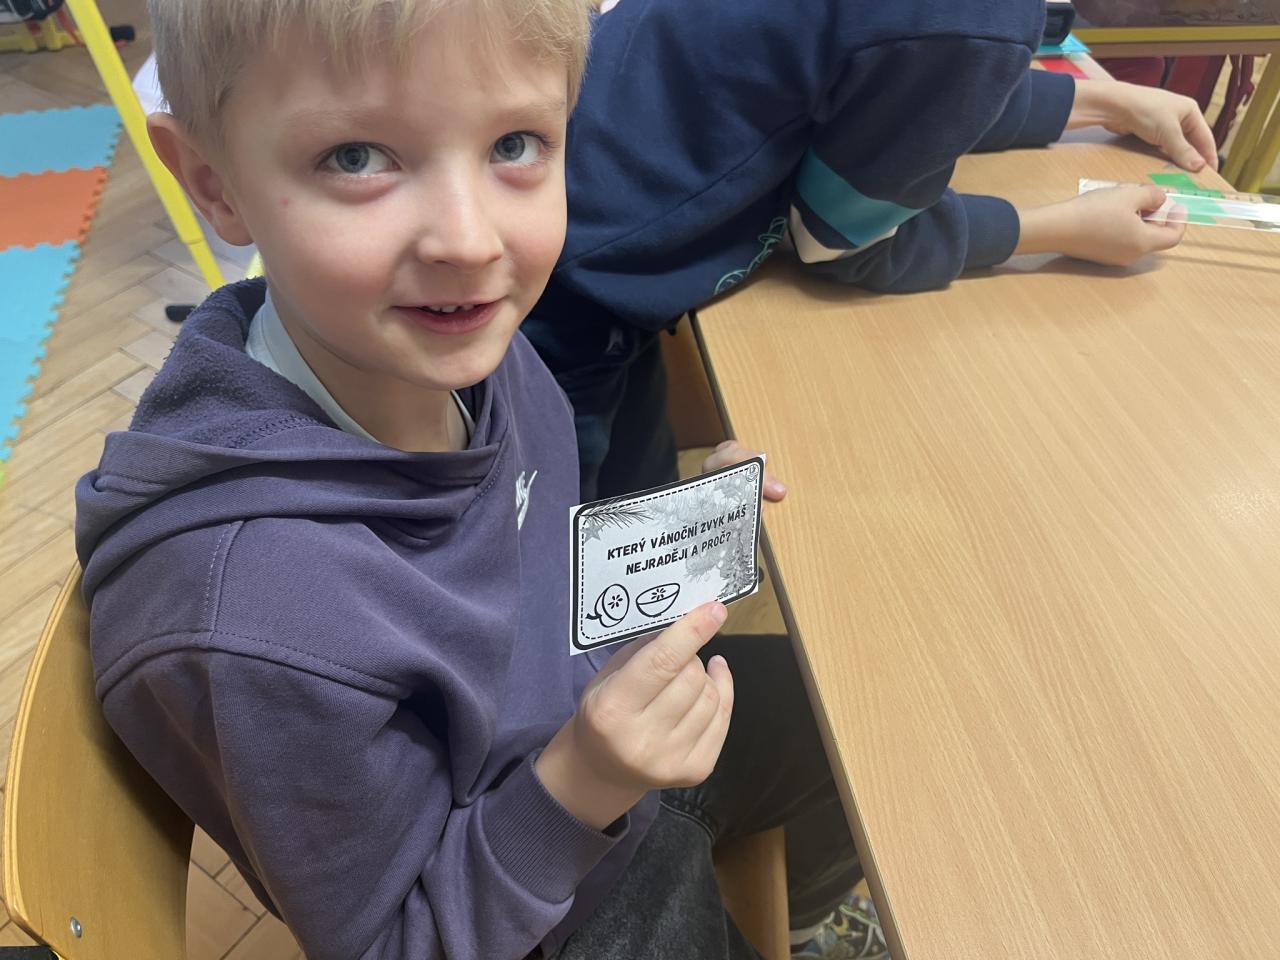 KTERÝ VÁNOČNÍ ZVYK MÁŠ
NEJRADĚJI A PROČ?